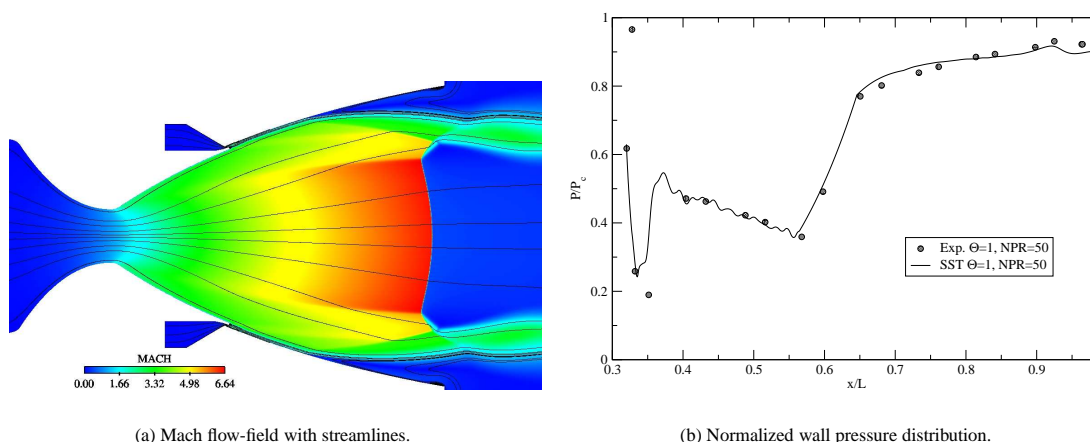 MACH
0.00 1.66 3.32 4.98 6.64
(a) Mach flow-field with streamlines.
1
0.8
0.6
0.4
0.2
0
P/P_c
0.3 0.4 0.5 0.6 0.7 0.8 0.9
x/L
Exp. Θ=1, NPR=50
SST Θ=1, NPR=50
(b) Normalized wall pressure distribution.